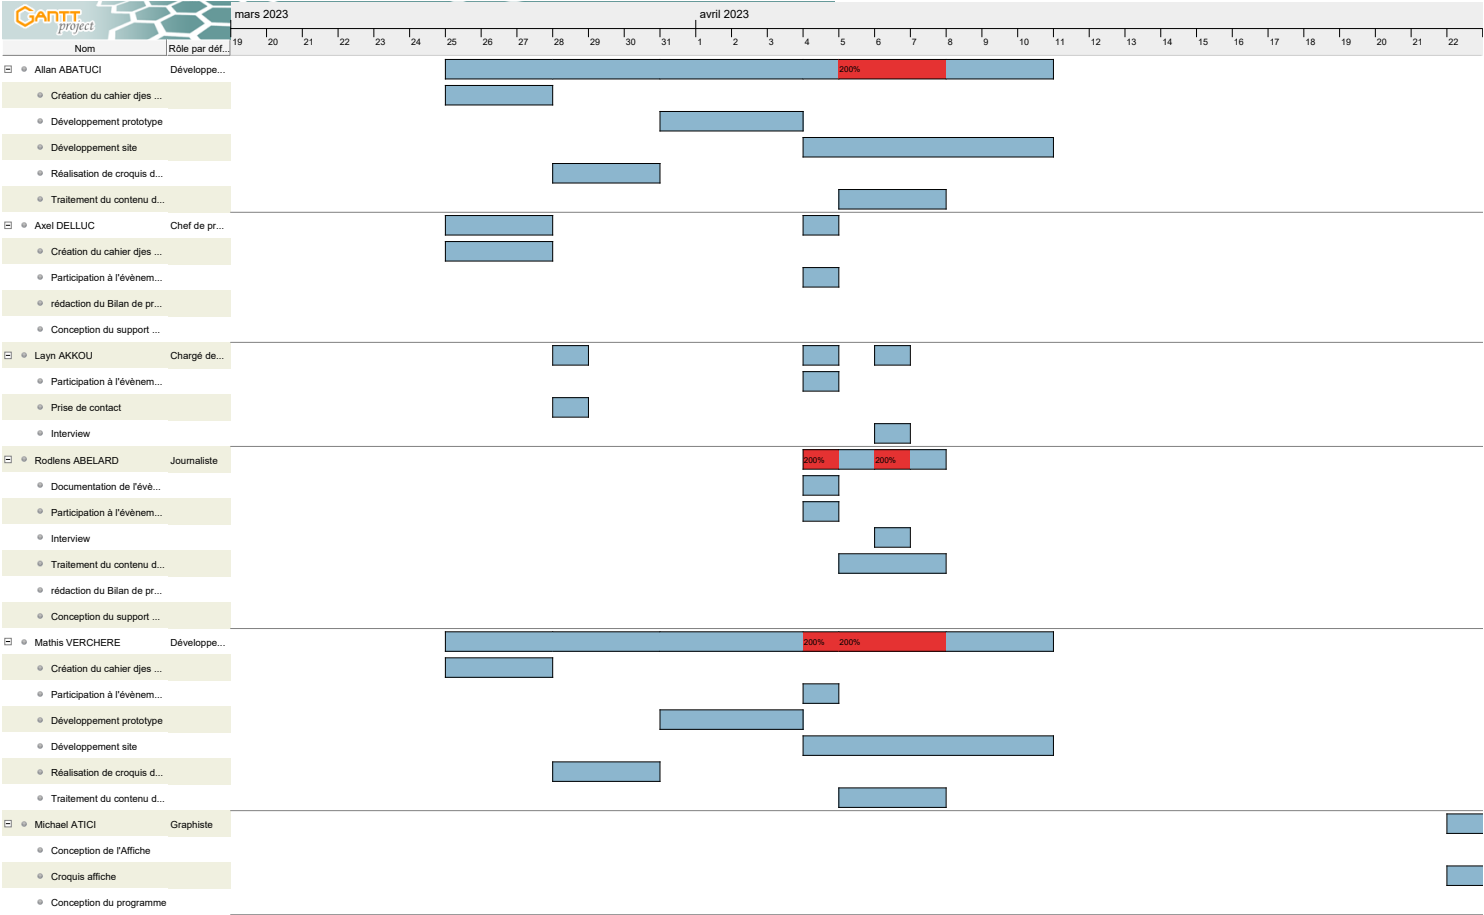 GANTT
project
mars 2023
avril 2023
Nom
Rôle par déf...
19 20 21 22 23 24 25 26 27 28 29 30 31 1 2 3 4 5 6 7 8 9 10 11 12 13 14 15 16 17 18 19 20 21 22
Allan ABATUCI Développe... 200%
Création du cahier djes ...
Développement prototype
Développement site
Réalisation de croquis d...
Traitement du contenu d...
Axel DELLUC Chef de pr...
Création du cahier djes ...
Participation à l'évènem...
rédaction du Bilan de pr...
Conception du support ...
Layn AKKOU Chargé de...
Participation à l'évènem...
Prise de contact
Interview
Rodlens ABELARD Journaliste 200% 200%
Documentation de l'évè...
Participation à l'évènem...
Interview
Traitement du contenu d...
rédaction du Bilan de pr...
Conception du support ...
Mathis VERCHERE Développe... 200% 200%
Création du cahier djes ...
Participation à l'évènem...
Développement prototype
Développement site
Réalisation de croquis d...
Traitement du contenu d...
Michael ATICI Graphiste
Conception de l'Affiche
Croquis affiche
Conception du programme